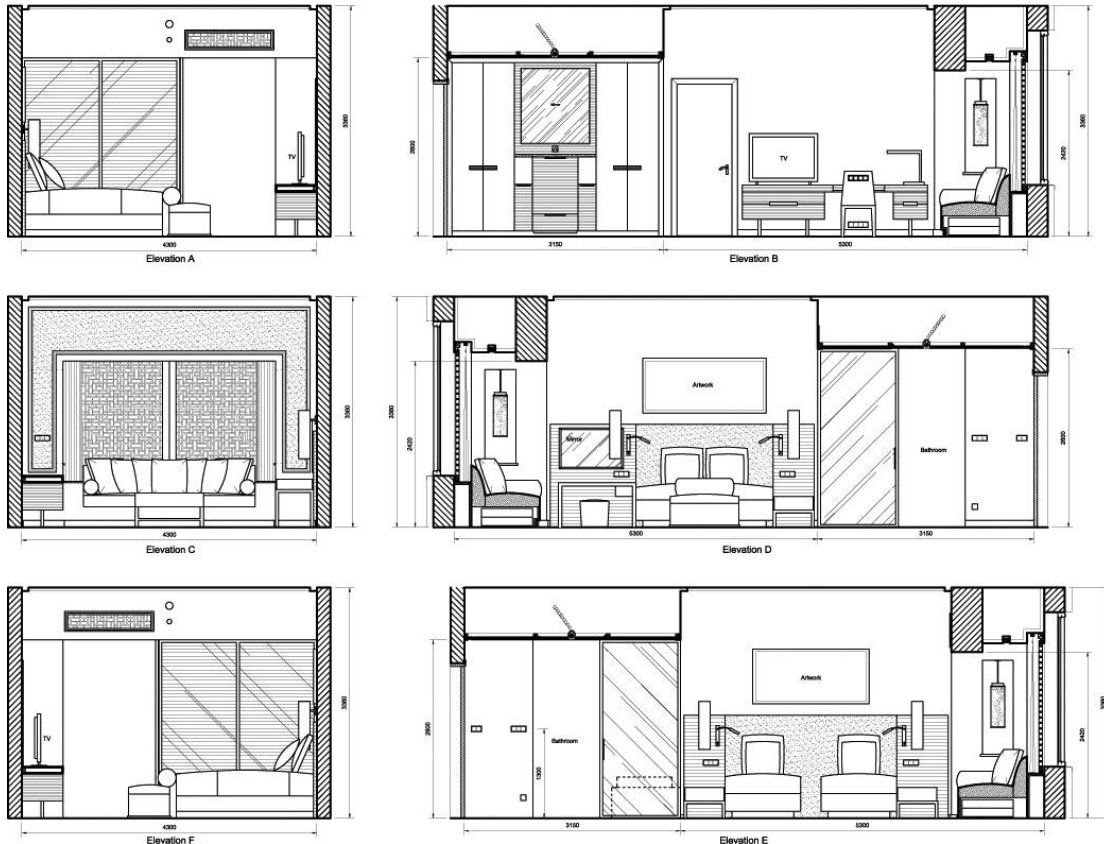 TV
3360
4300
Elevation A
2600
TV
2420
3360
3150
5300
Elevation B
3360
4300
Elevation C
3360
2420
Artwork
Mirror
Bathroom
2600
5300
3150
Elevation D
TV
3360
4300
Elevation F
2600
Bathroom
1300
Artwork
2420
3360
3150
5300
Elevation E